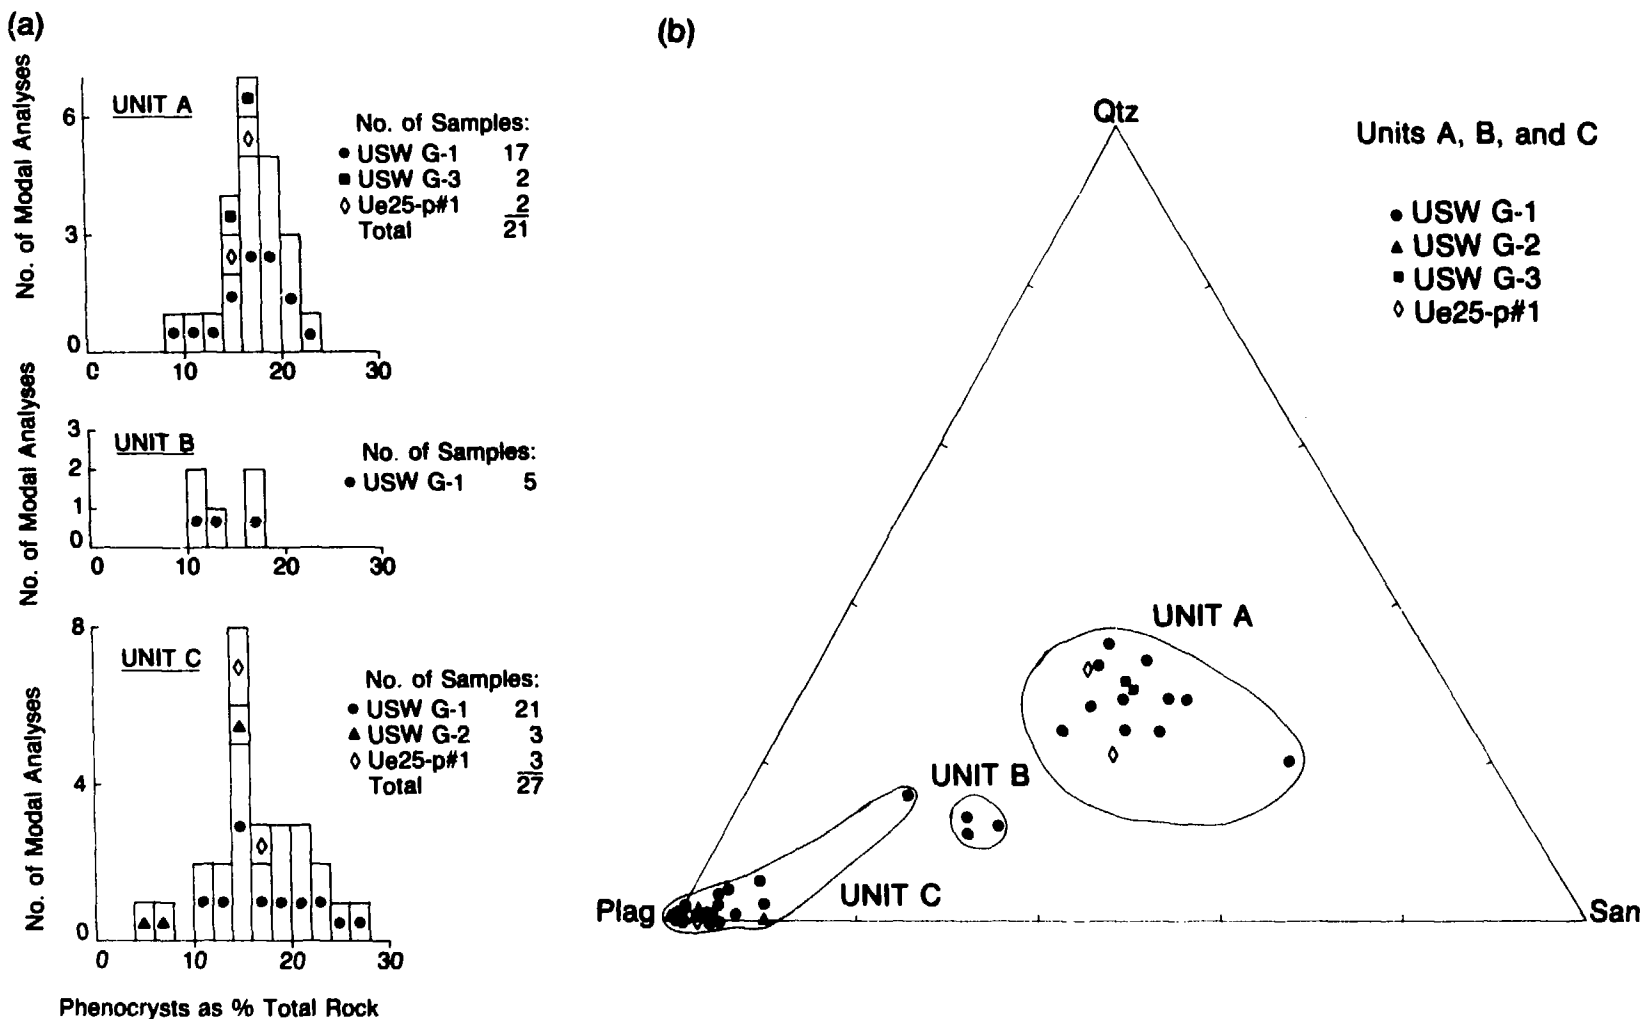 (a)
No. of Modal Analyses
UNIT A
6
3
0
0 10 20 30
No. of Samples:
● USW G-1 17
■ USW G-3 2
◊ Ue25-p#1 2
Total 21
No. of Modal Analyses
UNIT B
3
2
1
0
0 10 20 30
No. of Samples:
● USW G-1 5
No. of Modal Analyses
UNIT C
8
4
0
0 10 20 30
No. of Samples:
● USW G-1 21
▲ USW G-2 3
◊ Ue25-p#1 3
Total 27
Phenocrysts as % Total Rock
(b)
Qtz
Units A, B, and C
● USW G-1
▲ USW G-2
■ USW G-3
◊ Ue25-p#1
UNIT A
UNIT B
UNIT C
Plag
San